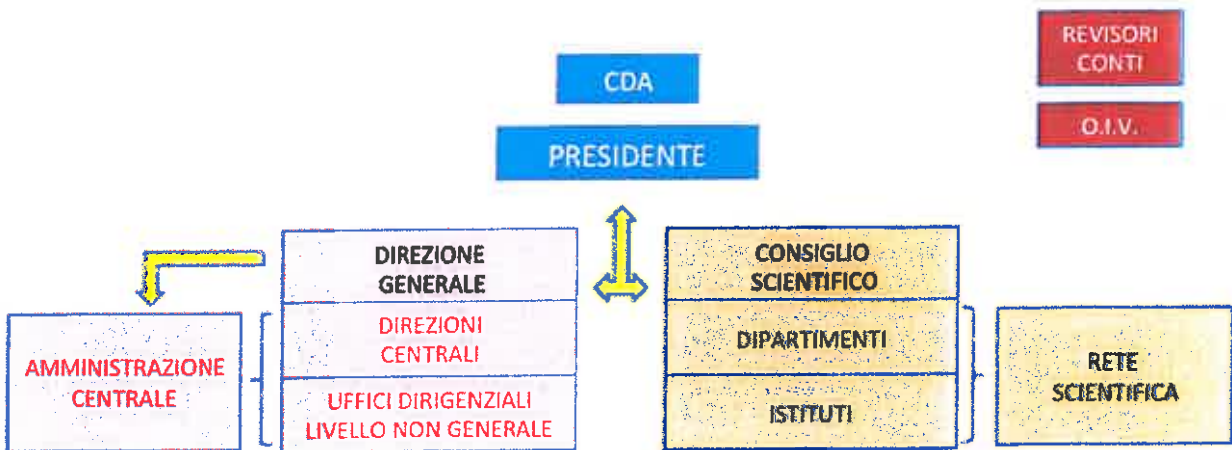 REVISORI
CONTI
CDA
O.I.V.
PRESIDENTE
DIREZIONE
GENERALE
CONSIGLIO
SCIENTIFICO
DIREZIONI
CENTRALI
DIPARTIMENTI
AMMINISTRAZIONE
CENTRALE
RETE
SCIENTIFICA
UFFICI DIRIGENZIALI
LIVELLO NON GENERALE
ISTITUTI